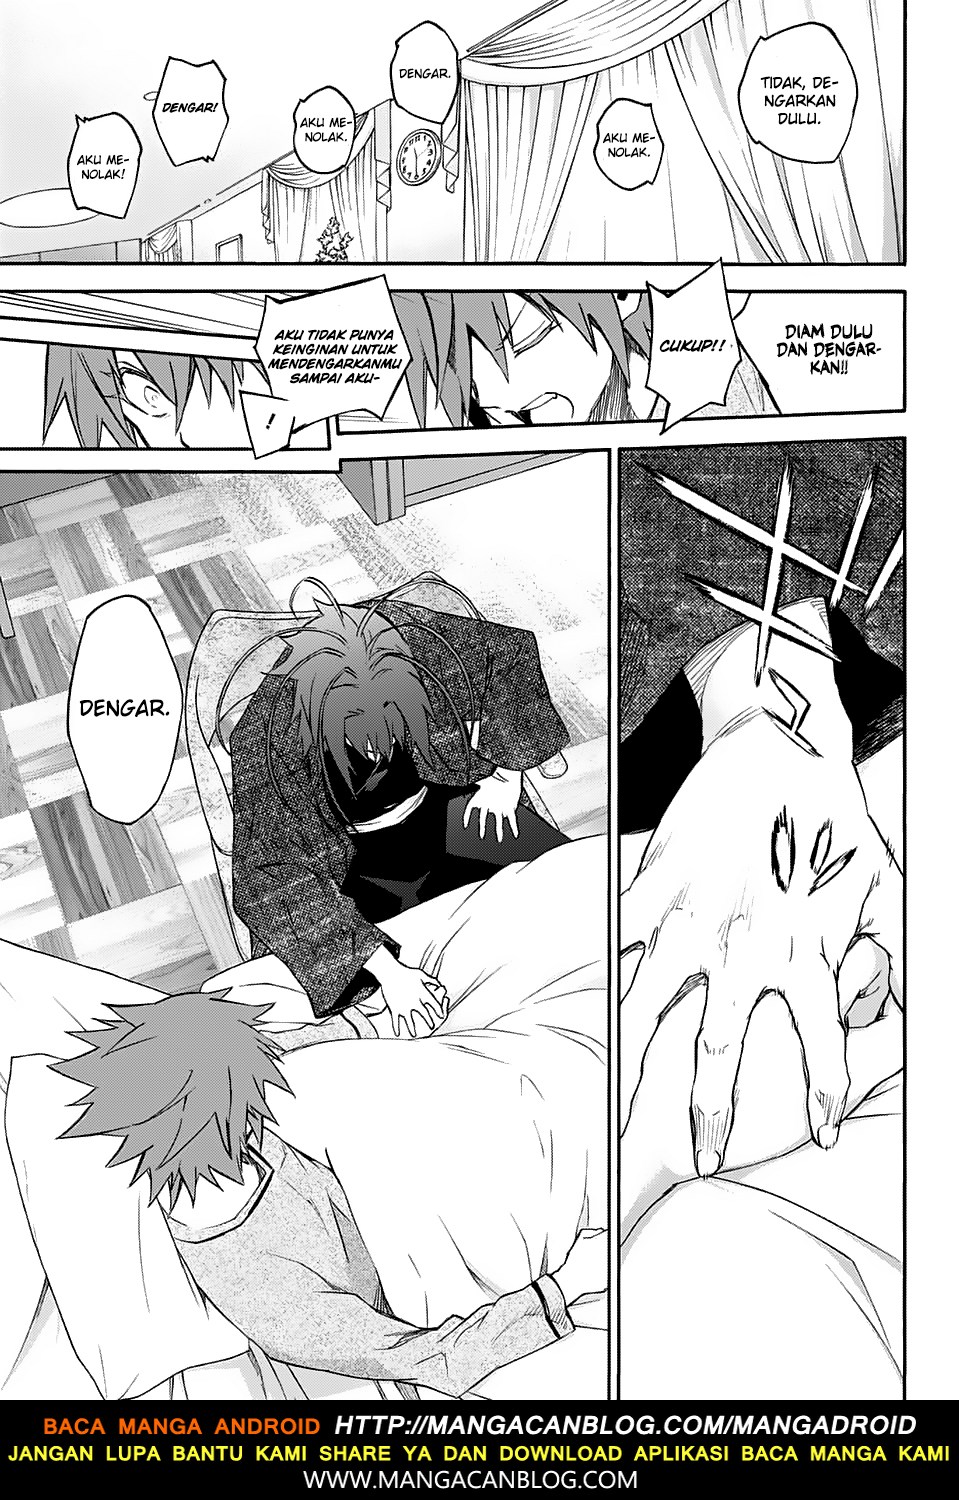 TIDAK, DE-
NGARKAN
DULU.
AKU ME-
NOLAK.
DENGAR.
AKU ME-
NOLAK.
DENGAR!
AKU ME-
NOLAK!
DIAM DULU
DAN DENGAR-
KAN!!
CUKUP!!
AKU TIDAK PUNYA
KEINGINAN UNTUK
MENDENGARKANMU
SAMPAI AKU-
!
DENGAR.
BACA MANGA ANDROID HTTP://MANGACANBLOG.COM/MANGADROID
JANGAN LUPA BANTU KAMI SHARE YA DAN DOWNLOAD APLIKASI BACA MANGA KAMI
WWW.MANGACANBLOG.COM